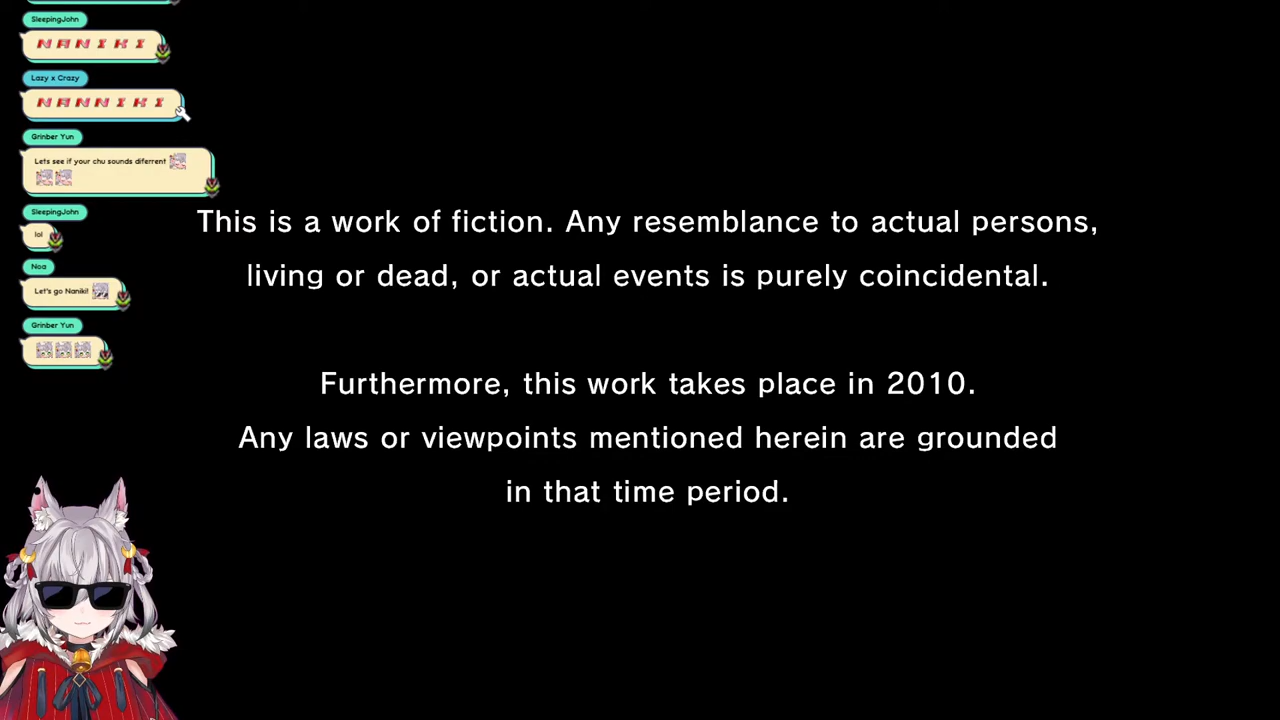 SleepingJohn
NANIKI
Lazy x Crazy
NANNIKI
Grinber Yun
Lets see if your chu sounds diferrent
SleepingJohn
lol
Noa
Let's go Naniki!
Grinber Yun
This is a work of fiction. Any resemblance to actual persons,
living or dead, or actual events is purely coincidental.
Furthermore, this work takes place in 2010.
Any laws or viewpoints mentioned herein are grounded
in that time period.